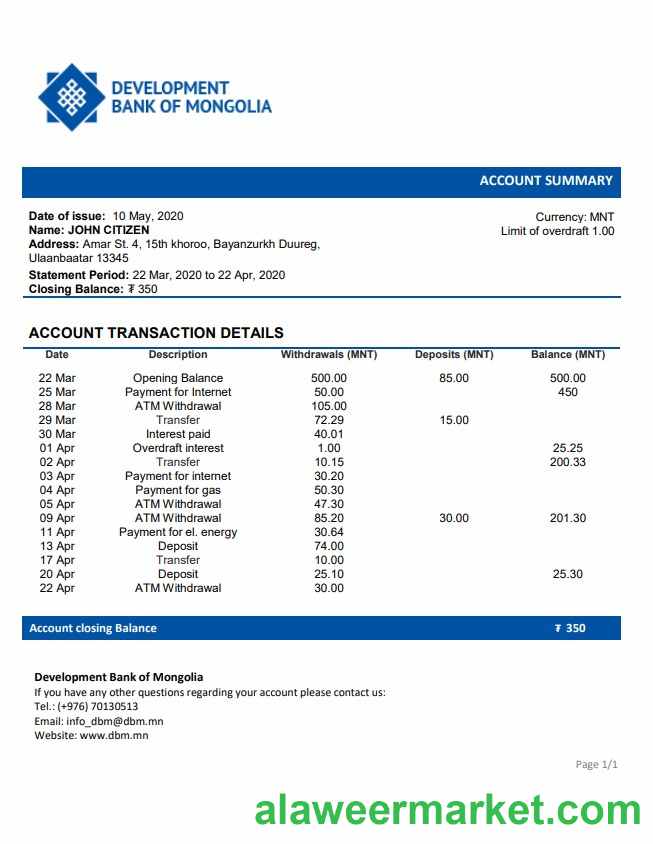 DEVELOPMENT
BANK OF MONGOLIA
ACCOUNT SUMMARY
Date of issue: 10 May, 2020
Name: JOHN CITIZEN
Address: Amar St. 4, 15th khoroo, Bayanzurkh Duureg,
Ulaanbaatar 13345
Statement Period: 22 Mar, 2020 to 22 Apr, 2020
Closing Balance: ₮ 350
Currency: MNT
Limit of overdraft 1.00
ACCOUNT TRANSACTION DETAILS
Date Description Withdrawals (MNT) Deposits (MNT) Balance (MNT)
22 Mar Opening Balance 500.00 85.00 500.00
25 Mar Payment for Internet 50.00 450
28 Mar ATM Withdrawal 105.00
29 Mar Transfer 72.29 15.00
30 Mar Interest paid 40.01
01 Apr Overdraft interest 1.00 25.25
02 Apr Transfer 10.15 200.33
03 Apr Payment for internet 30.20
04 Apr Payment for gas 50.30
05 Apr ATM Withdrawal 47.30
09 Apr ATM Withdrawal 85.20 30.00 201.30
11 Apr Payment for el. energy 30.64
13 Apr Deposit 74.00
17 Apr Transfer 10.00
20 Apr Deposit 25.10 25.30
22 Apr ATM Withdrawal 30.00
Account closing Balance ₮ 350
Development Bank of Mongolia
If you have any other questions regarding your account please contact us:
Tel.: (+976) 70130513
Email: info_dbm@dbm.mn
Website: www.dbm.mn
Page 1/1
alaweermarket.com